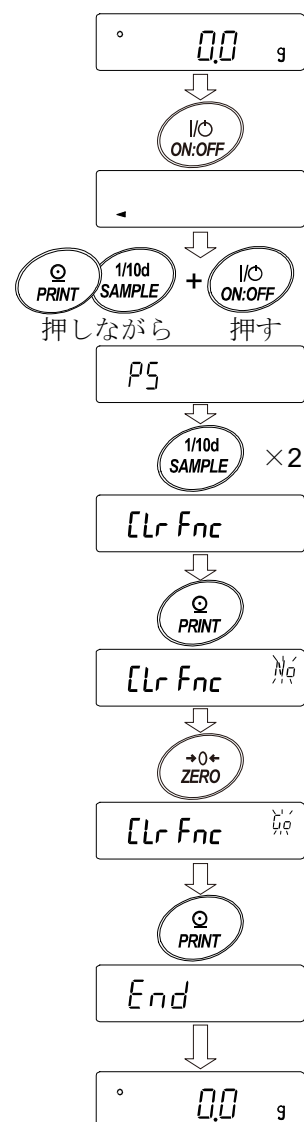 0.0 g
I/⏻
ON:OFF
◄
PRINT
1/10d
SAMPLE
+
I/⏻
ON:OFF
押しながら 押す
PS
1/10d
SAMPLE
×2
CLr Fnc
PRINT
CLr Fnc No
→0←
ZERO
CLr Fnc Go
PRINT
End
0.0 g